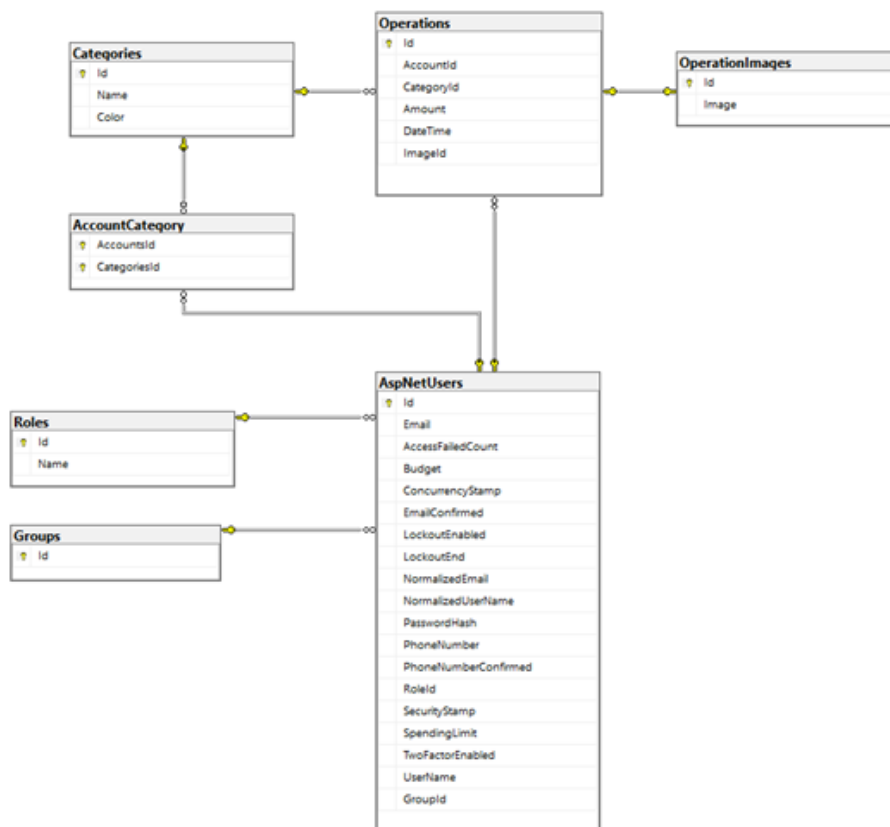 Operations
Id
AccountId
CategoryId
Amount
DateTime
ImageId
Categories
Id
Name
Color
OperationImages
Id
Image
AccountCategory
AccountsId
CategoriesId
AspNetUsers
Id
Email
AccessFailedCount
Budget
ConcurrencyStamp
EmailConfirmed
LockoutEnabled
LockoutEnd
NormalizedEmail
NormalizedUserName
PasswordHash
PhoneNumber
PhoneNumberConfirmed
RoleId
SecurityStamp
SpendingLimit
TwoFactorEnabled
UserName
GroupId
Roles
Id
Name
Groups
Id